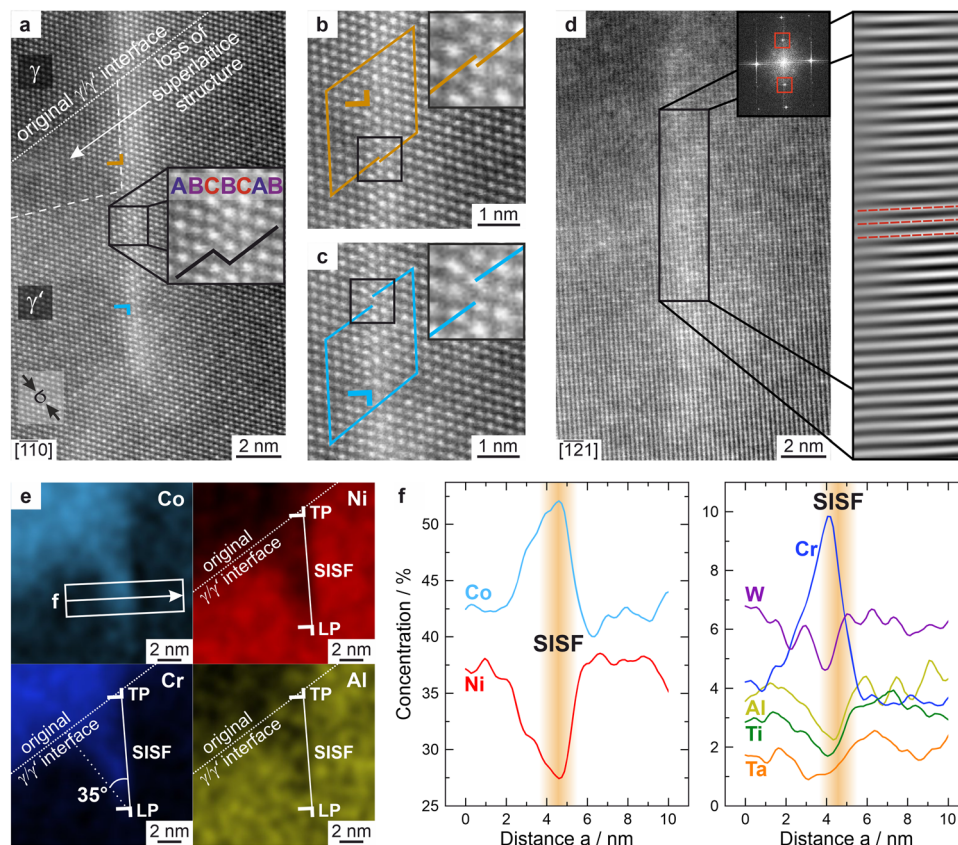 a
γ
original γ/γ' interface
loss of
superlattice
structure
ABCBCAB
γ'
σ
[1̄10]
2 nm
b
1 nm
c
1 nm
d
[1̄21]
2 nm
e
Co
f
2 nm
Ni
original
γ/γ' interface
TP
SISF
LP
2 nm
Cr
original
γ/γ' interface
TP
SISF
35°
LP
2 nm
Al
original
γ/γ' interface
TP
SISF
LP
2 nm
f
Concentration / %
50
45
40
35
30
25
Co
SISF
Ni
0 2 4 6 8 10
Distance a / nm
10
8
6
4
2
0
SISF
Cr
W
Al
Ti
Ta
0 2 4 6 8 10
Distance a / nm